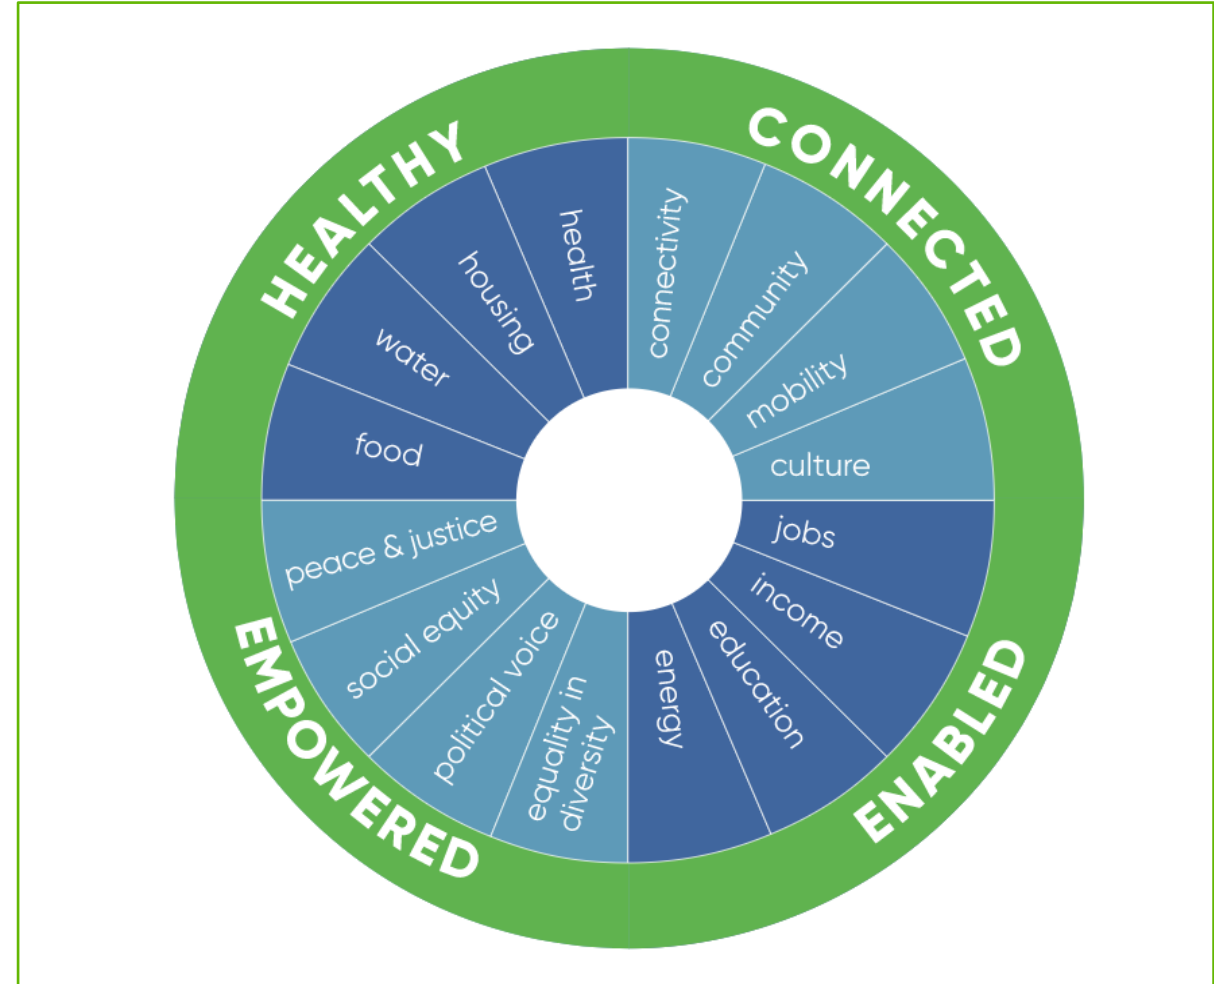 HEALTHY
CONNECTED
health
housing
water
food
connectivity
community
mobility
culture
jobs
income
education
energy
peace & justice
social equity
political voice
equality in
diversity
EMPOWERED
ENABLED